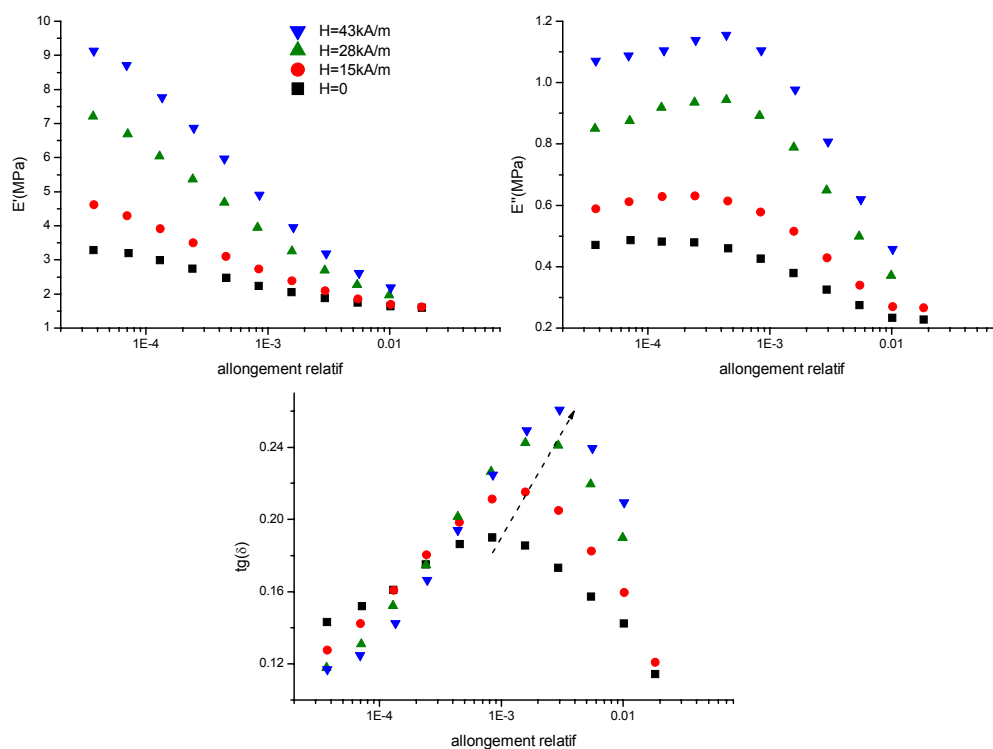 10
9
8
7
6
5
4
3
2
1
E'(MPa)
1E-4
1E-3
0.01
allongement relatif
H=43kA/m
H=28kA/m
H=15kA/m
H=0
1.2
1.0
0.8
0.6
0.4
0.2
E''(MPa)
1E-4
1E-3
0.01
allongement relatif
0.24
0.20
0.16
0.12
tg(δ)
1E-4
1E-3
0.01
allongement relatif